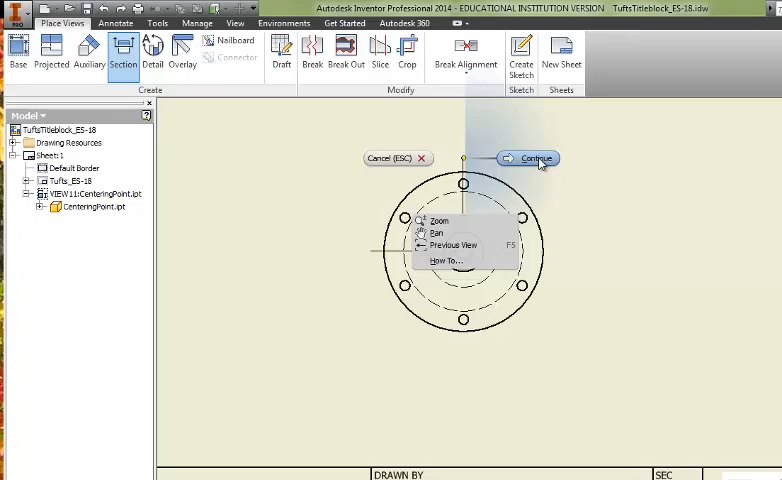 Autodesk Inventor Professional 2014 - EDUCATIONAL INSTITUTION VERSION TuftsTitleblock_ES-18.idw
PRO
Place Views Annotate Tools Manage View Environments Get Started Autodesk 360
Base Projected Auxiliary Section Detail Overlay Nailboard Connector Draft Break Break Out Slice Crop Break Alignment Create Sketch New Sheet
Create Modify Sketch Sheets
Model
TuftsTitleblock_ES-18
Drawing Resources
Sheet:1
Default Border
Tufts_ES-18
VIEW11:CenteringPoint.ipt
CenteringPoint.ipt
Cancel (ESC) Continue
Zoom
Pan
Previous View F5
How To...
DRAWN BY SEC